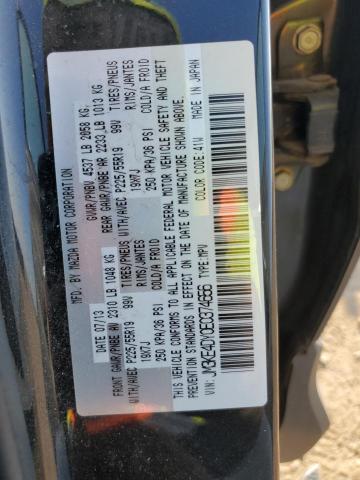 MFD. BY MAZDA MOTOR CORPORATION
DATE 07/13 GVWR/PNBV 4537 LB 2058 KG
FRONT GAWR/PNBE AV 2310 LB 1048 KG REAR GAWR/PNBE AR 2233 LB 1013 KG
WITH/AVEC P225/55R19 99V TIRES/PNEUS WITH/AVEC P225/55R19 99V TIRES/PNEUS
19X7J RIMS/JANTES 19X7J RIMS/JANTES
250 KPA/36 PSI COLD/A FROID 250 KPA/36 PSI COLD/A FROID
THIS VEHICLE CONFORMS TO ALL APPLICABLE FEDERAL MOTOR VEHICLE SAFETY AND THEFT
PREVENTION STANDARDS IN EFFECT ON THE DATE OF MANUFACTURE SHOWN ABOVE.
MADE IN JAPAN
VIN: JM3KE4DY0E0374656 TYPE: MPV COLOR CODE: 41W